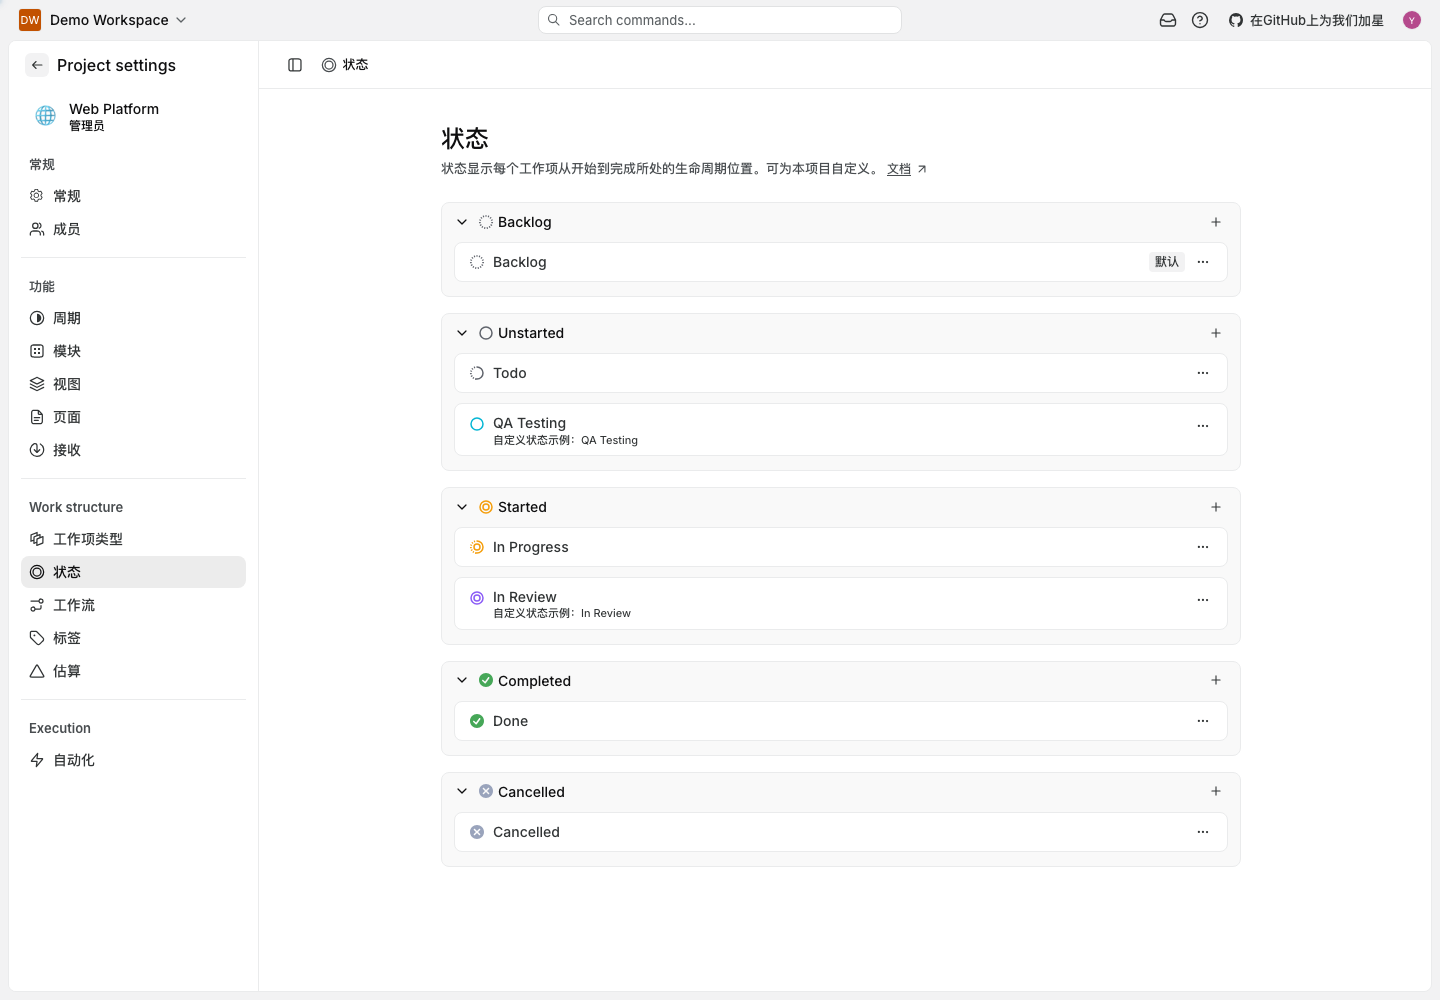 DW Demo Workspace
Search commands...
在GitHub上为我们加星
Y
Project settings
Web Platform
管理员
常规
常规
成员
功能
周期
模块
视图
页面
接收
Work structure
工作项类型
状态
工作流
标签
估算
Execution
自动化
状态
状态
状态显示每个工作项从开始到完成所处的生命周期位置。可为本项目自定义。 文档
Backlog
Backlog 默认
Unstarted
Todo
QA Testing
自定义状态示例：QA Testing
Started
In Progress
In Review
自定义状态示例：In Review
Completed
Done
Cancelled
Cancelled